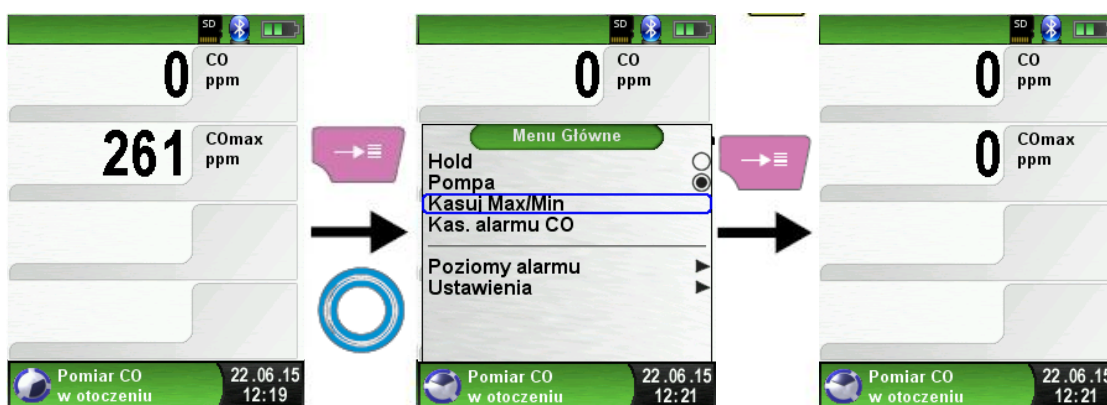 SD
0 CO
ppm
261 COmax
ppm
Pomiar CO
w otoczeniu
22.06.15
12:19
SD
0 CO
ppm
Menu Główne
Hold
Pompa
Kasuj Max/Min
Kas. alarmu CO
Poziomy alarmu
Ustawienia
Pomiar CO
w otoczeniu
22.06.15
12:21
SD
0 CO
ppm
0 COmax
ppm
Pomiar CO
w otoczeniu
22.06.15
12:21